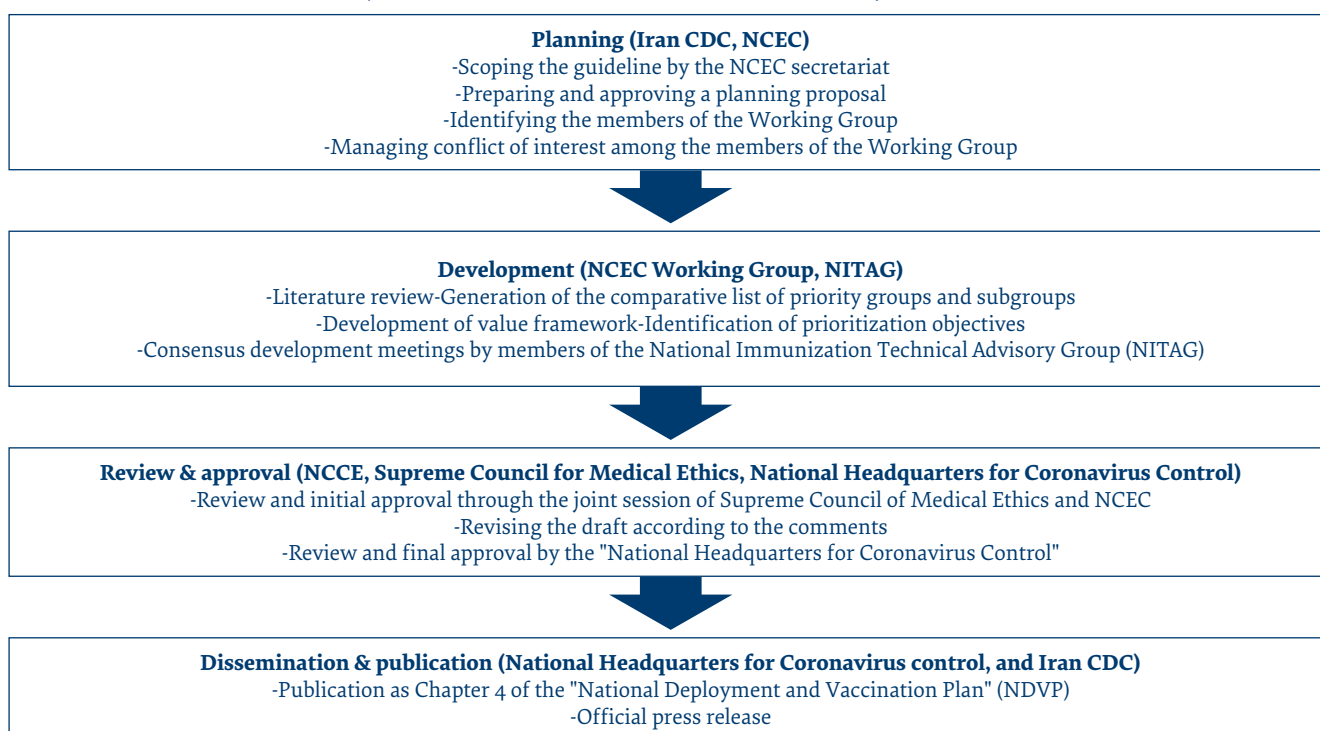 Planning (Iran CDC, NCEC)
-Scoping the guideline by the NCEC secretariat
-Preparing and approving a planning proposal
-Identifying the members of the Working Group
-Managing conflict of interest among the members of the Working Group
Development (NCEC Working Group, NITAG)
-Literature review-Generation of the comparative list of priority groups and subgroups
-Development of value framework-Identification of prioritization objectives
-Consensus development meetings by members of the National Immunization Technical Advisory Group (NITAG)
Review & approval (NCCE, Supreme Council for Medical Ethics, National Headquarters for Coronavirus Control)
-Review and initial approval through the joint session of Supreme Council of Medical Ethics and NCEC
-Revising the draft according to the comments
-Review and final approval by the "National Headquarters for Coronavirus Control"
Dissemination & publication (National Headquarters for Coronavirus control, and Iran CDC)
-Publication as Chapter 4 of the "National Deployment and Vaccination Plan" (NDVP)
-Official press release